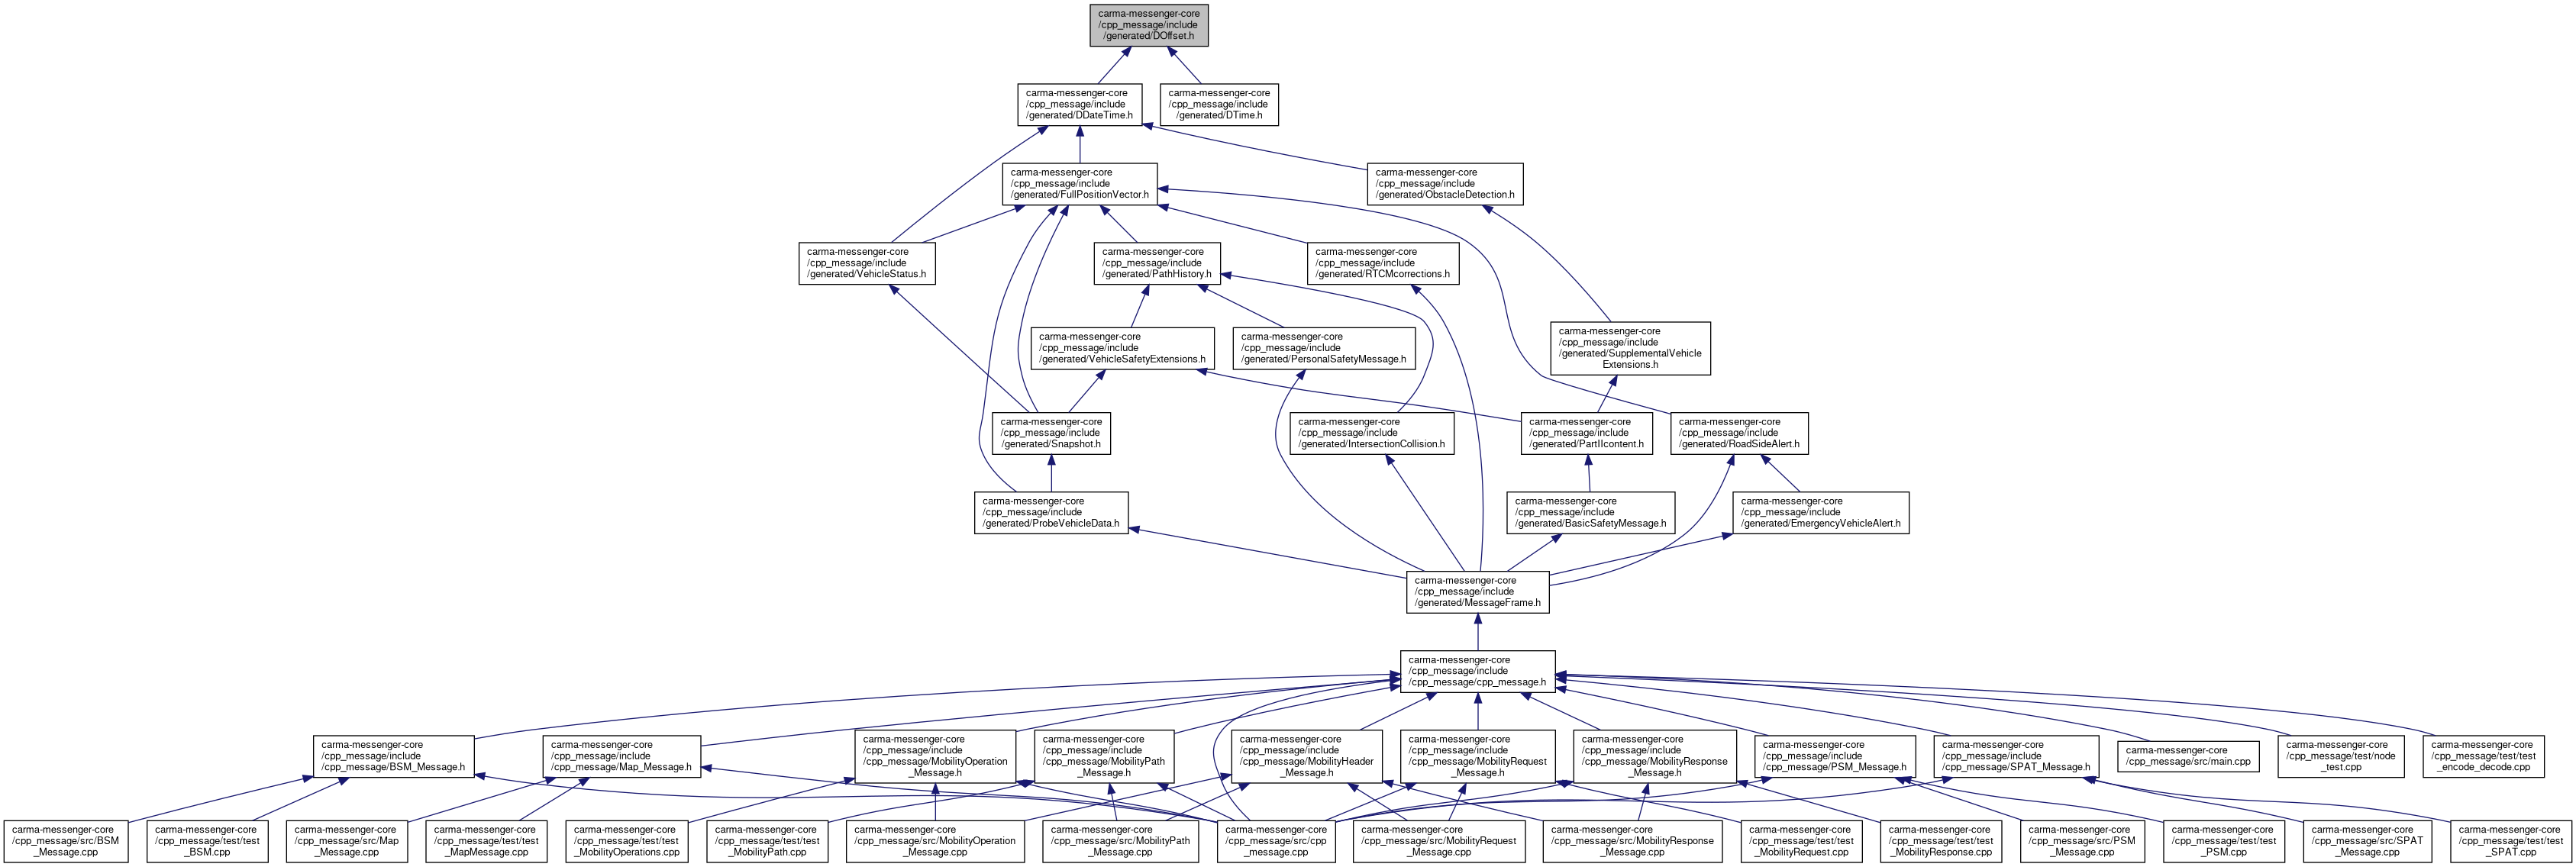 carma-messenger-core
/cpp_message/include
/generated/DOffset.h
carma-messenger-core
/cpp_message/include
/generated/DDateTime.h
carma-messenger-core
/cpp_message/include
/generated/DTime.h
carma-messenger-core
/cpp_message/include
/generated/FullPositionVector.h
carma-messenger-core
/cpp_message/include
/generated/ObstacleDetection.h
carma-messenger-core
/cpp_message/include
/generated/VehicleStatus.h
carma-messenger-core
/cpp_message/include
/generated/PathHistory.h
carma-messenger-core
/cpp_message/include
/generated/RTCMcorrections.h
carma-messenger-core
/cpp_message/include
/generated/VehicleSafetyExtensions.h
carma-messenger-core
/cpp_message/include
/generated/PersonalSafetyMessage.h
carma-messenger-core
/cpp_message/include
/generated/SupplementalVehicle
Extensions.h
carma-messenger-core
/cpp_message/include
/generated/Snapshot.h
carma-messenger-core
/cpp_message/include
/generated/IntersectionCollision.h
carma-messenger-core
/cpp_message/include
/generated/PartIIcontent.h
carma-messenger-core
/cpp_message/include
/generated/RoadSideAlert.h
carma-messenger-core
/cpp_message/include
/generated/ProbeVehicleData.h
carma-messenger-core
/cpp_message/include
/generated/BasicSafetyMessage.h
carma-messenger-core
/cpp_message/include
/generated/EmergencyVehicleAlert.h
carma-messenger-core
/cpp_message/include
/generated/MessageFrame.h
carma-messenger-core
/cpp_message/include
/cpp_message/cpp_message.h
carma-messenger-core
/cpp_message/include
/cpp_message/BSM_Message.h
carma-messenger-core
/cpp_message/include
/cpp_message/Map_Message.h
carma-messenger-core
/cpp_message/include
/cpp_message/MobilityOperation
_Message.h
carma-messenger-core
/cpp_message/include
/cpp_message/MobilityPath
_Message.h
carma-messenger-core
/cpp_message/include
/cpp_message/MobilityHeader
_Message.h
carma-messenger-core
/cpp_message/include
/cpp_message/MobilityRequest
_Message.h
carma-messenger-core
/cpp_message/include
/cpp_message/MobilityResponse
_Message.h
carma-messenger-core
/cpp_message/include
/cpp_message/PSM_Message.h
carma-messenger-core
/cpp_message/include
/cpp_message/SPAT_Message.h
carma-messenger-core
/cpp_message/src/main.cpp
carma-messenger-core
/cpp_message/test/node
_test.cpp
carma-messenger-core
/cpp_message/test/test
_encode_decode.cpp
carma-messenger-core
/cpp_message/src/BSM
_Message.cpp
carma-messenger-core
/cpp_message/test/test
_BSM.cpp
carma-messenger-core
/cpp_message/src/Map
_Message.cpp
carma-messenger-core
/cpp_message/test/test
_MapMessage.cpp
carma-messenger-core
/cpp_message/test/test
_MobilityOperations.cpp
carma-messenger-core
/cpp_message/test/test
_MobilityPath.cpp
carma-messenger-core
/cpp_message/src/MobilityOperation
_Message.cpp
carma-messenger-core
/cpp_message/src/MobilityPath
_Message.cpp
carma-messenger-core
/cpp_message/src/cpp
_message.cpp
carma-messenger-core
/cpp_message/src/MobilityRequest
_Message.cpp
carma-messenger-core
/cpp_message/src/MobilityResponse
_Message.cpp
carma-messenger-core
/cpp_message/test/test
_MobilityRequest.cpp
carma-messenger-core
/cpp_message/test/test
_MobilityResponse.cpp
carma-messenger-core
/cpp_message/src/PSM
_Message.cpp
carma-messenger-core
/cpp_message/test/test
_PSM.cpp
carma-messenger-core
/cpp_message/src/SPAT
_Message.cpp
carma-messenger-core
/cpp_message/test/test
_SPAT.cpp